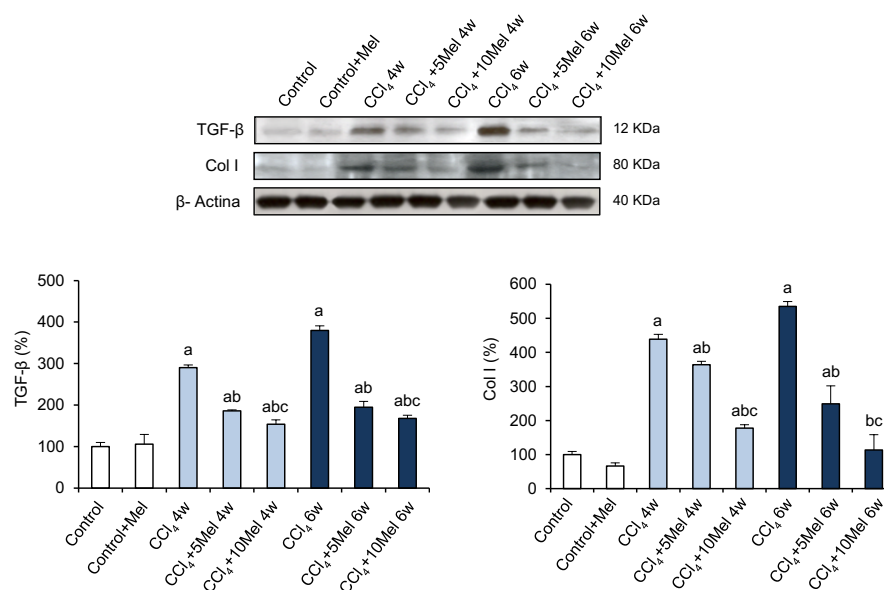 Control
Control+Mel
CCl₄ 4w
CCl₄ +5Mel 4w
CCl₄ +10Mel 4w
CCl₄ 6w
CCl₄ +5Mel 6w
CCl₄ +10Mel 6w
TGF-β
12 KDa
Col I
80 KDa
β- Actina
40 KDa
TGF-β (%)
500
400
300
200
100
0
a
ab
abc
a
ab
abc
Control
Control+Mel
CCl₄ 4w
CCl₄+5Mel 4w
CCl₄+10Mel 4w
CCl₄ 6w
CCl₄+5Mel 6w
CCl₄+10Mel 6w
Col I (%)
600
500
400
300
200
100
0
a
ab
abc
a
ab
bc
Control
Control+Mel
CCl₄ 4w
CCl₄+5Mel 4w
CCl₄+10Mel 4w
CCl₄ 6w
CCl₄+5Mel 6w
CCl₄+10Mel 6w